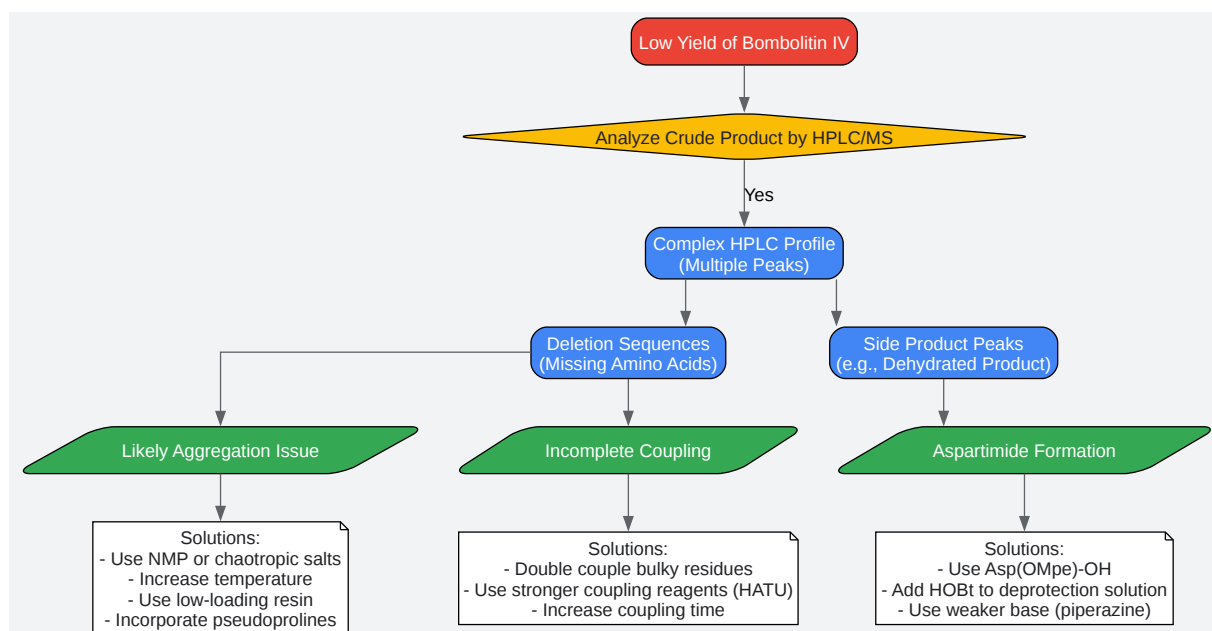 Low Yield of Bombolitin IV
Analyze Crude Product by HPLC/MS
Yes
Complex HPLC Profile
(Multiple Peaks)
Deletion Sequences
(Missing Amino Acids)
Side Product Peaks
(e.g., Dehydrated Product)
Likely Aggregation Issue
Incomplete Coupling
Aspartimide Formation
Solutions:
- Use NMP or chaotropic salts
- Increase temperature
- Use low-loading resin
- Incorporate pseudoprolines
Solutions:
- Double couple bulky residues
- Use stronger coupling reagents (HATU)
- Increase coupling time
Solutions:
- Use Asp(OMpe)-OH
- Add HOBt to deprotection solution
- Use weaker base (piperazine)